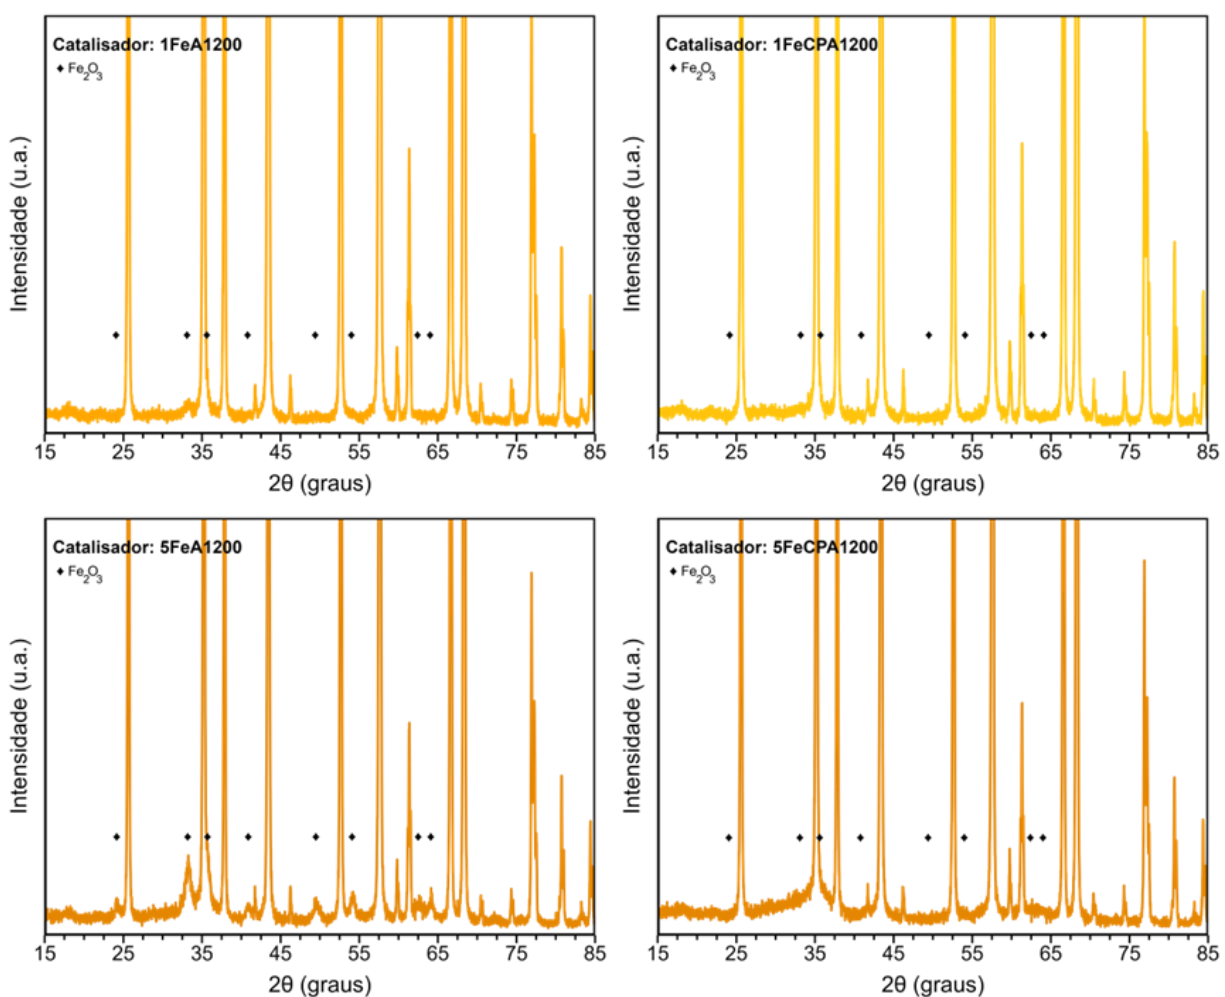 Catalisador: 1FeA1200
♦ Fe2O3
Intensidade (u.a.)
15 25 35 45 55 65 75 85
2θ (graus)
Catalisador: 1FeCPA1200
♦ Fe2O3
Intensidade (u.a.)
15 25 35 45 55 65 75 85
2θ (graus)
Catalisador: 5FeA1200
♦ Fe2O3
Intensidade (u.a.)
15 25 35 45 55 65 75 85
2θ (graus)
Catalisador: 5FeCPA1200
♦ Fe2O3
Intensidade (u.a.)
15 25 35 45 55 65 75 85
2θ (graus)